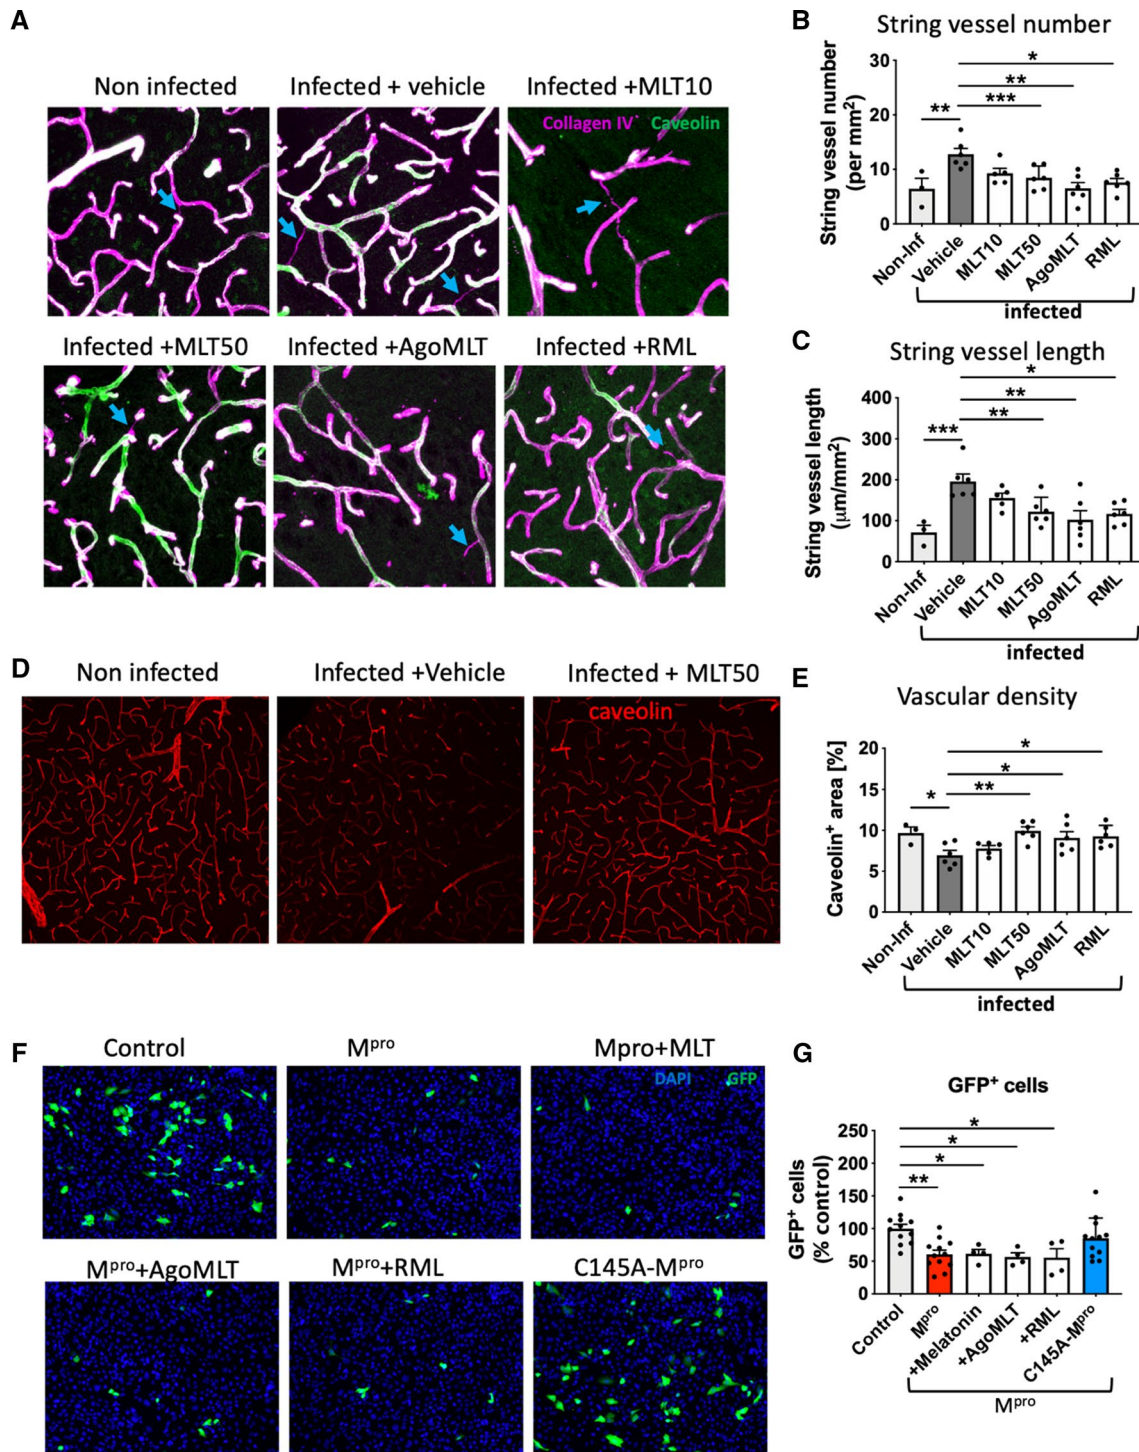 A
Non infected
Infected + vehicle
Infected +MLT10
Collagen IV
Caveolin
Infected +MLT50
Infected +AgoMLT
Infected +RML
B
String vessel number
String vessel number
(per mm²)
30
20
10
0
**
***
**
*
Non-Inf
Vehicle
MLT10
MLT50
AgoMLT
RML
infected
C
String vessel length
String vessel length
(µm/mm²)
400
300
200
100
0
***
**
**
*
Non-Inf
Vehicle
MLT10
MLT50
AgoMLT
RML
infected
D
Non infected
Infected +Vehicle
Infected + MLT50
caveolin
E
Vascular density
Caveolin⁺ area [%]
20
15
10
5
0
*
**
*
*
Non-Inf
Vehicle
MLT10
MLT50
AgoMLT
RML
infected
F
Control
Mᵖʳᵒ
Mpro+MLT
DAPI
GFP
Mᵖʳᵒ+AgoMLT
Mᵖʳᵒ+RML
C145A-Mᵖʳᵒ
G
GFP⁺ cells
GFP⁺ cells
(% control)
250
200
150
100
50
0
**
*
*
*
Control
Mᵖʳᵒ
+Melatonin
+AgoMLT
+RML
C145A-Mᵖʳᵒ
Mᵖʳᵒ